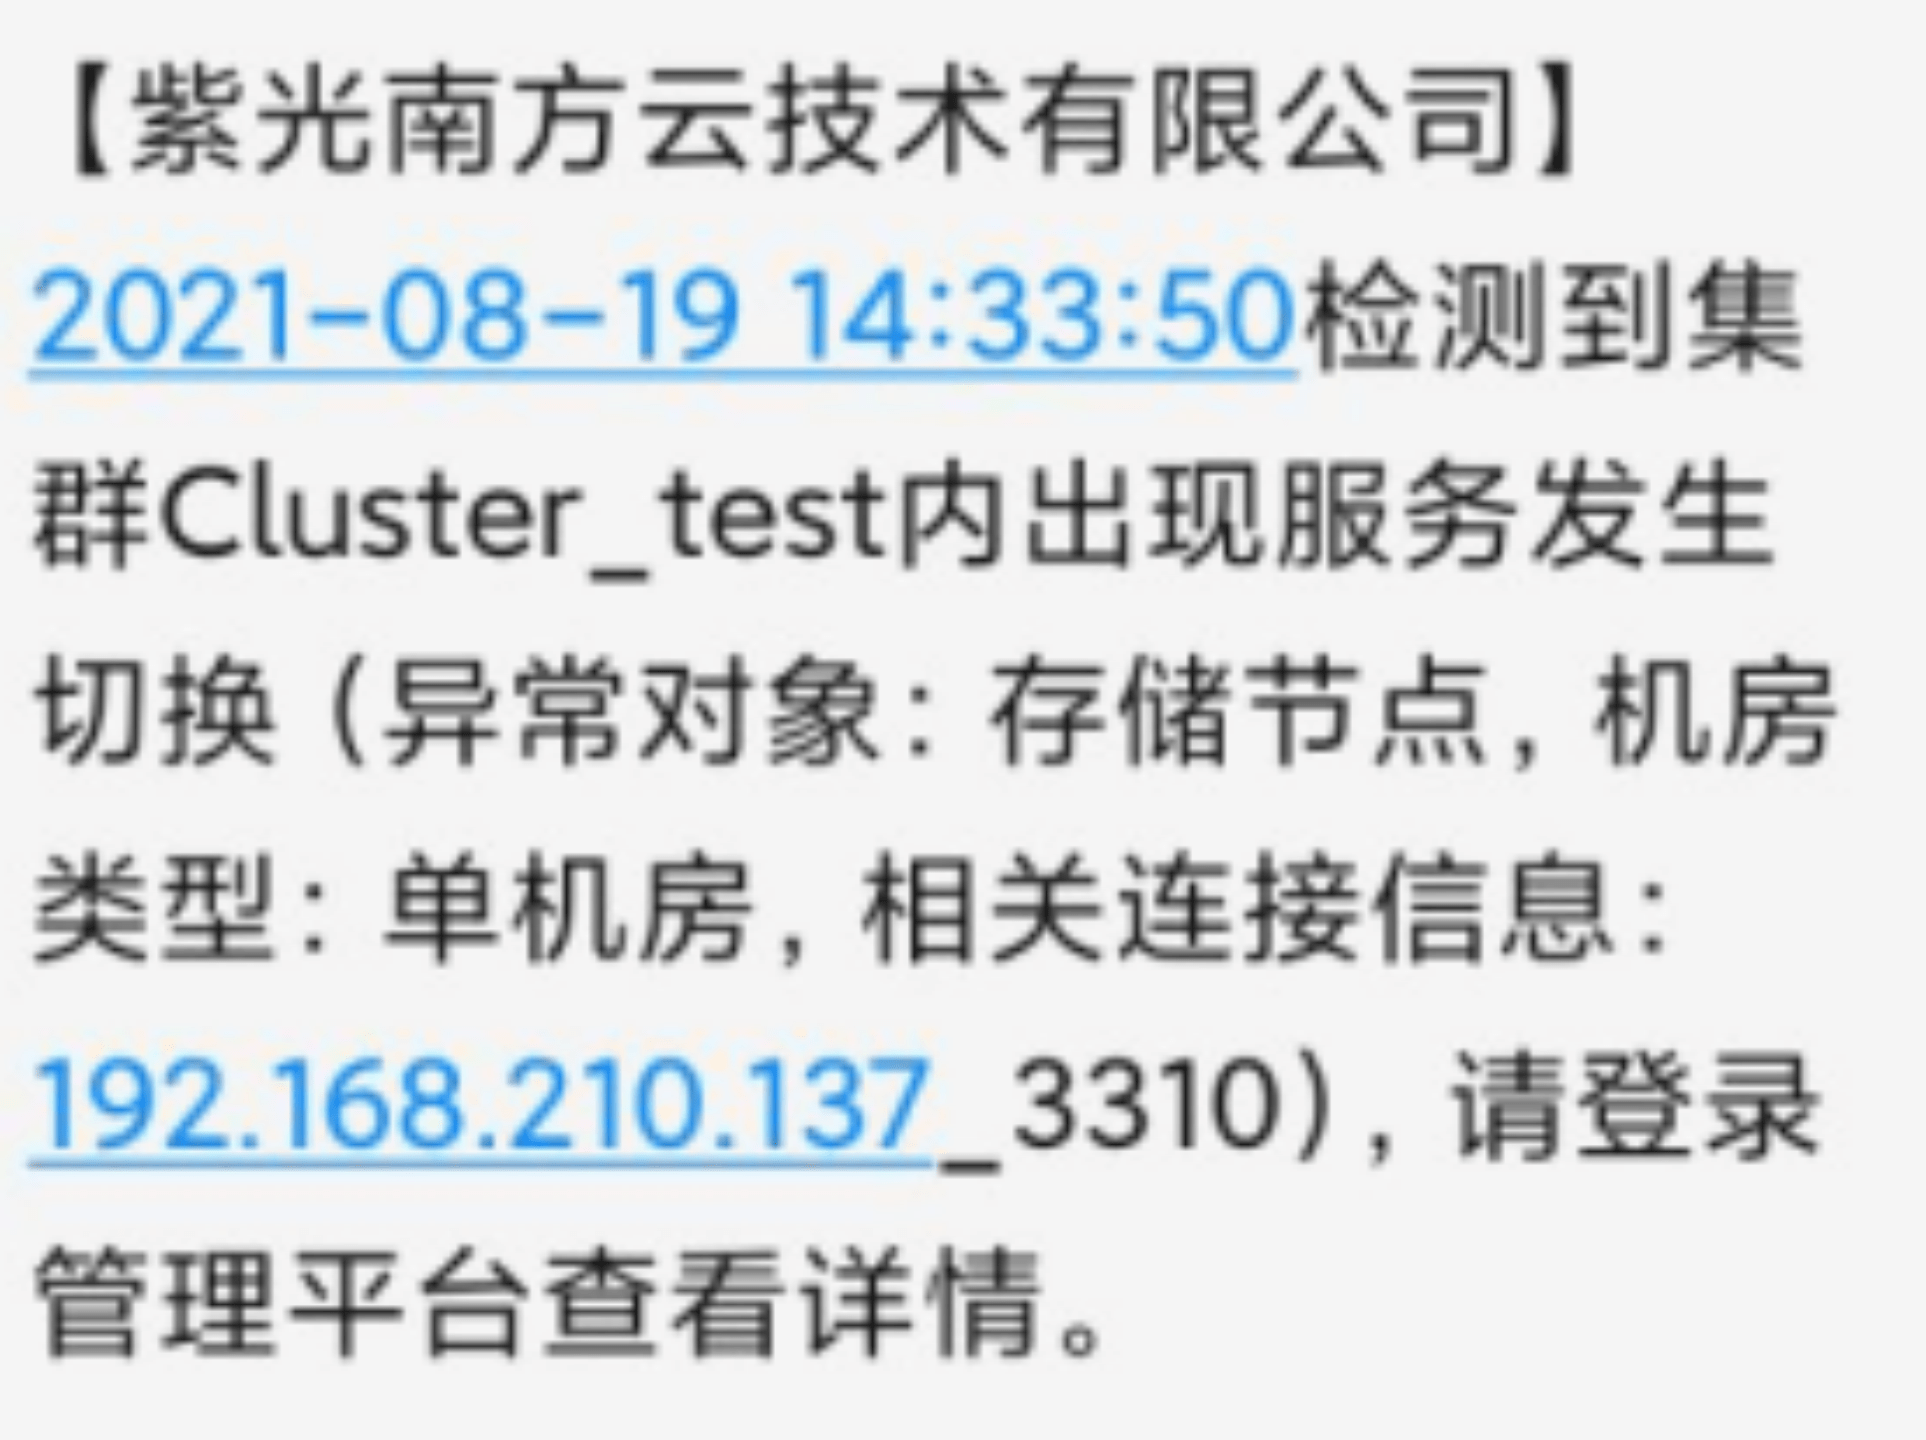 【紫光南方云技术有限公司】
2021-08-19 14:33:50检测到集
群Cluster_test内出现服务发生
切换（异常对象：存储节点，机房
类型：单机房，相关连接信息：
192.168.210.137_3310），请登录
管理平台查看详情。